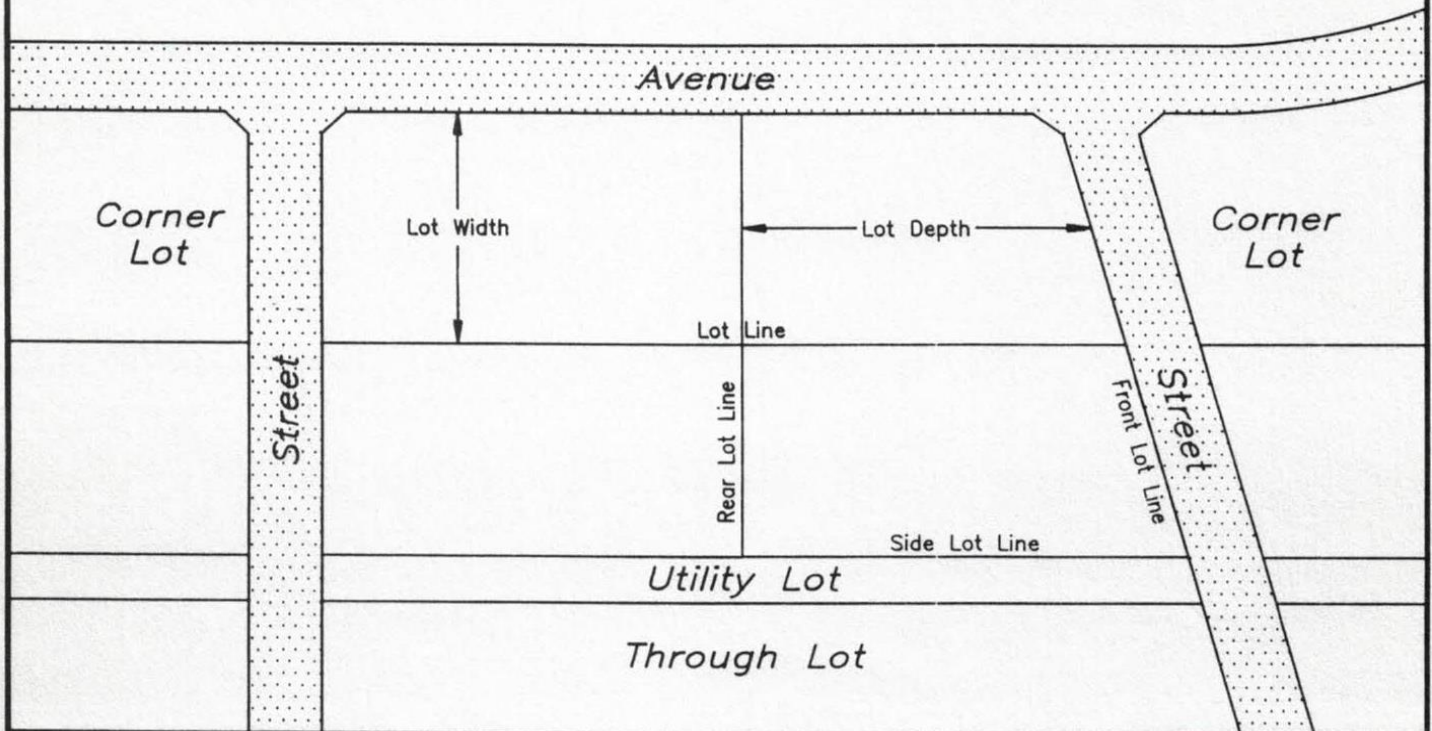 Avenue
Corner
Lot
Lot Width
Lot Depth
Corner
Lot
Lot Line
Street
Rear Lot Line
Front Lot Line
Street
Side Lot Line
Utility Lot
Through Lot